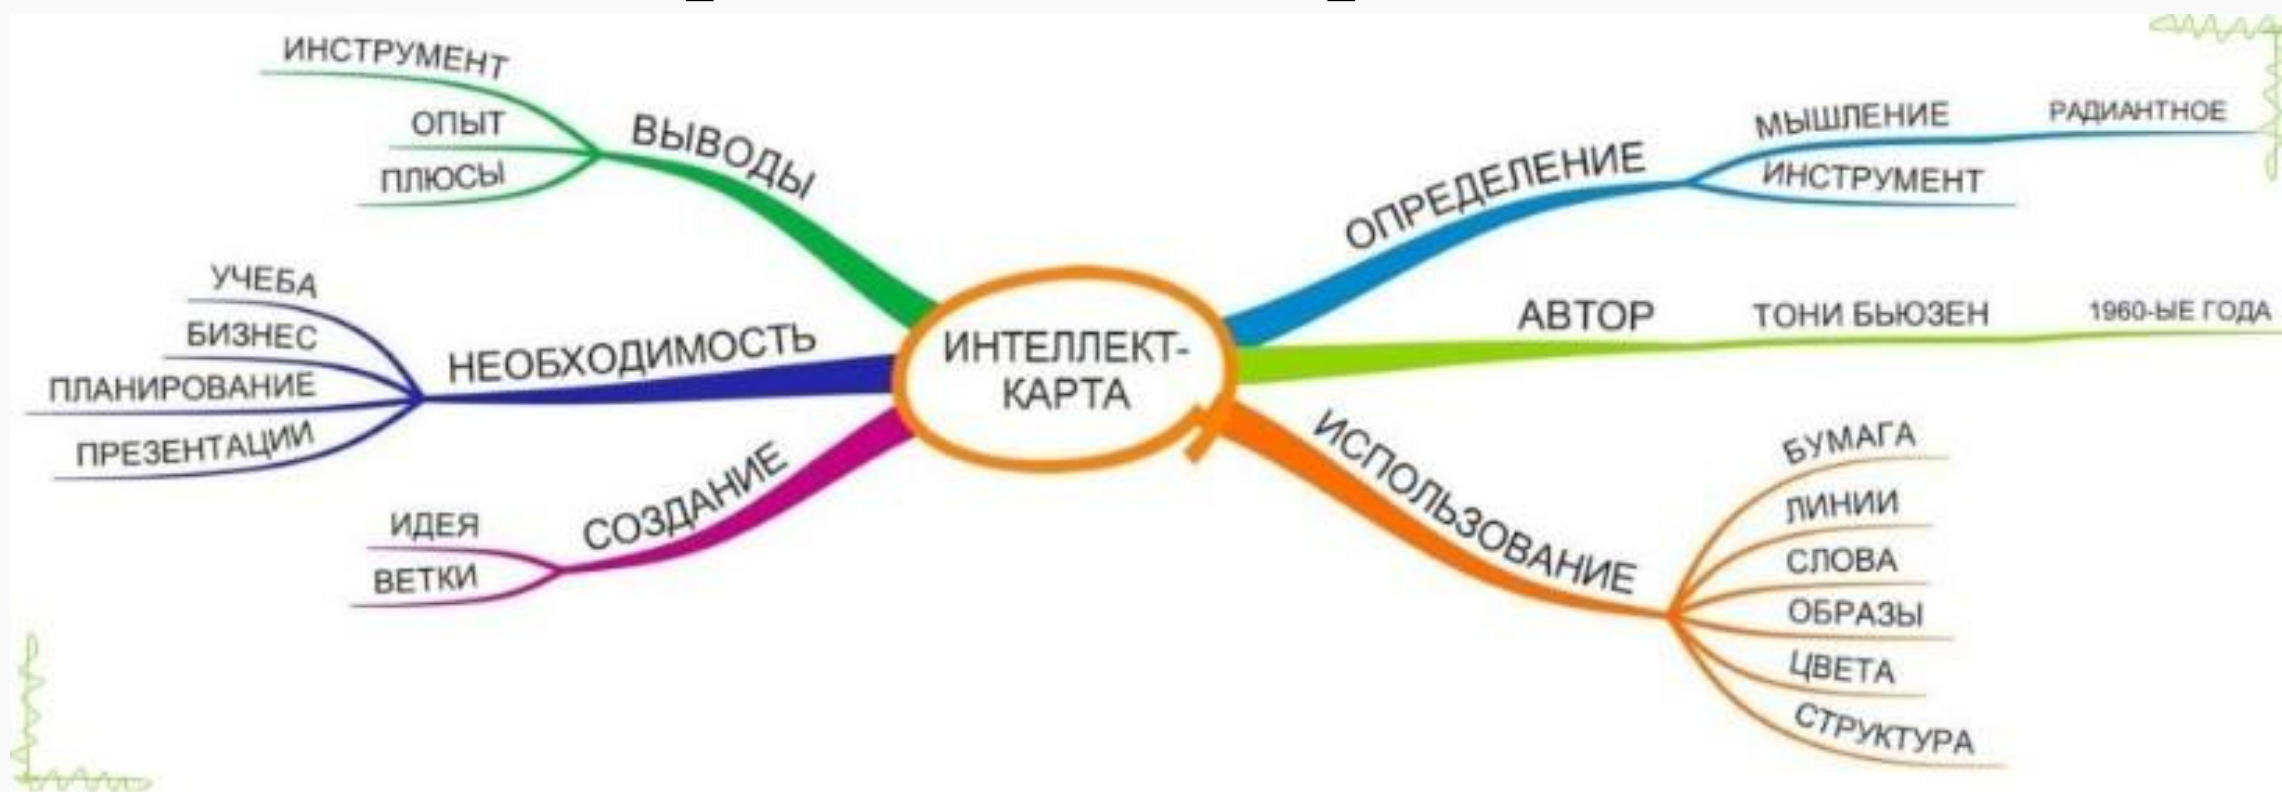 ИНСТРУМЕНТ
ОПЫТ
ПЛЮСЫ
ВЫВОДЫ
УЧЕБА
БИЗНЕС
ПЛАНИРОВАНИЕ
ПРЕЗЕНТАЦИИ
НЕОБХОДИМОСТЬ
ИДЕЯ
ВЕТКИ
СОЗДАНИЕ
ИНТЕЛЛЕКТ-
КАРТА
ОПРЕДЕЛЕНИЕ
МЫШЛЕНИЕ
РАДИАНТНОЕ
ИНСТРУМЕНТ
АВТОР
ТОНИ БЬЮЗЕН
1960-ЫЕ ГОДА
ИСПОЛЬЗОВАНИЕ
БУМАГА
ЛИНИИ
СЛОВА
ОБРАЗЫ
ЦВЕТА
СТРУКТУРА